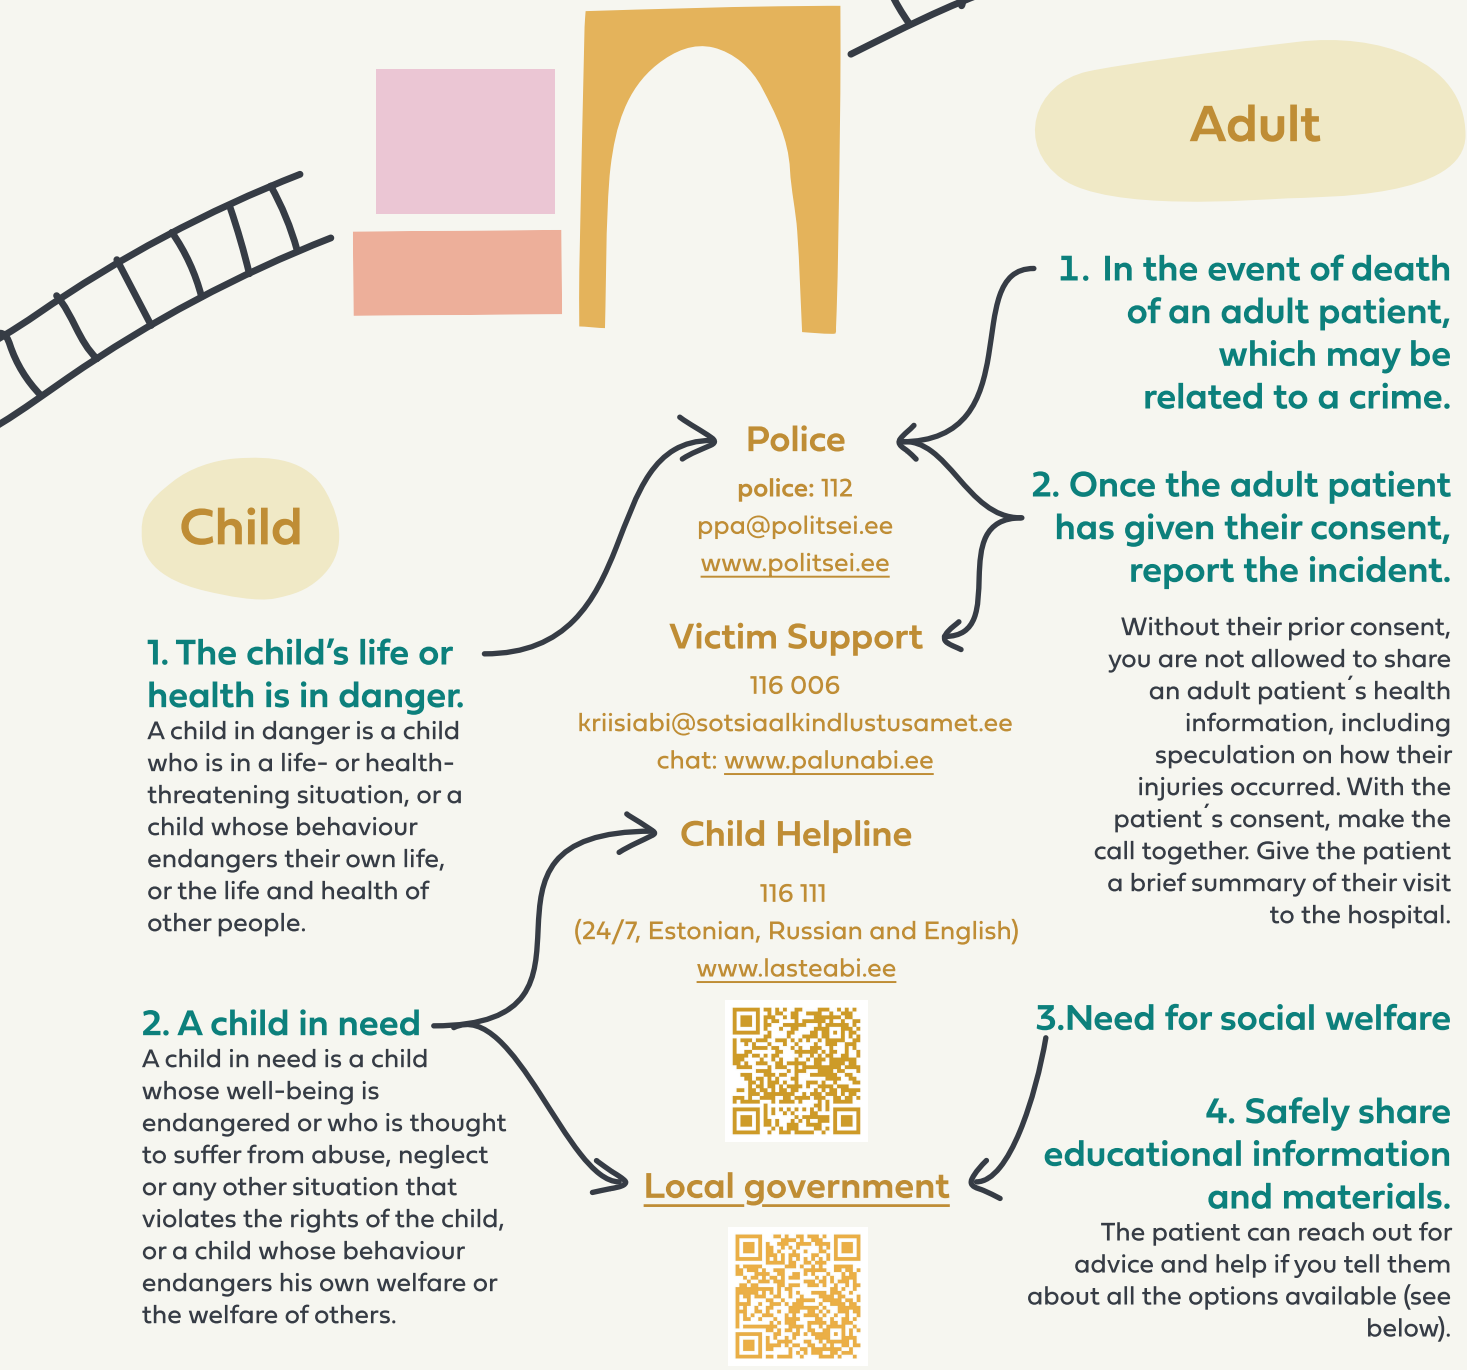 Adult
1. In the event of death
of an adult patient,
which may be
related to a crime.
2. Once the adult patient
has given their consent,
report the incident.
Without their prior consent,
you are not allowed to share
an adult patient´s health
information, including
speculation on how their
injuries occurred. With the
patient´s consent, make the
call together. Give the patient
a brief summary of their visit
to the hospital.
3.Need for social welfare
4. Safely share
educational information
and materials.
The patient can reach out for
advice and help if you tell them
about all the options available (see
below).
Police
police: 112
ppa@politsei.ee
www.politsei.ee
Victim Support
116 006
kriisiabi@sotsiaalkindlustusamet.ee
chat: www.palunabi.ee
Child Helpline
116 111
(24/7, Estonian, Russian and English)
www.lasteabi.ee
Local government
Child
1. The child’s life or
health is in danger.
A child in danger is a child
who is in a life- or health-
threatening situation, or a
child whose behaviour
endangers their own life,
or the life and health of
other people.
2. A child in need
A child in need is a child
whose well-being is
endangered or who is thought
to suffer from abuse, neglect
or any other situation that
violates the rights of the child,
or a child whose behaviour
endangers his own welfare or
the welfare of others.